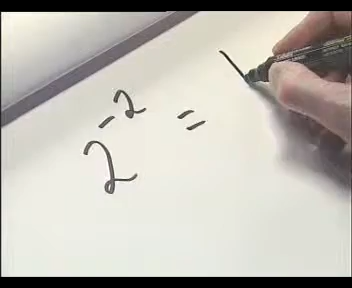 2⁻² =